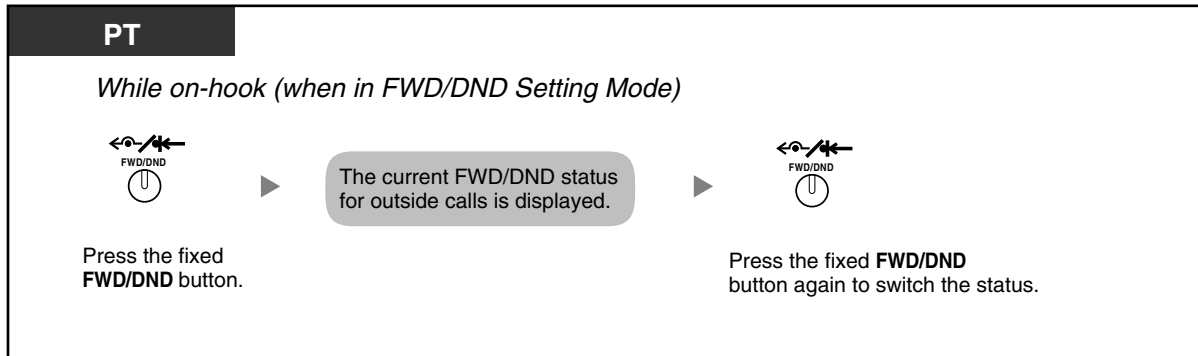 PT
While on-hook (when in FWD/DND Setting Mode)
FWD/DND
The current FWD/DND status
for outside calls is displayed.
FWD/DND
Press the fixed
FWD/DND button.
Press the fixed FWD/DND
button again to switch the status.